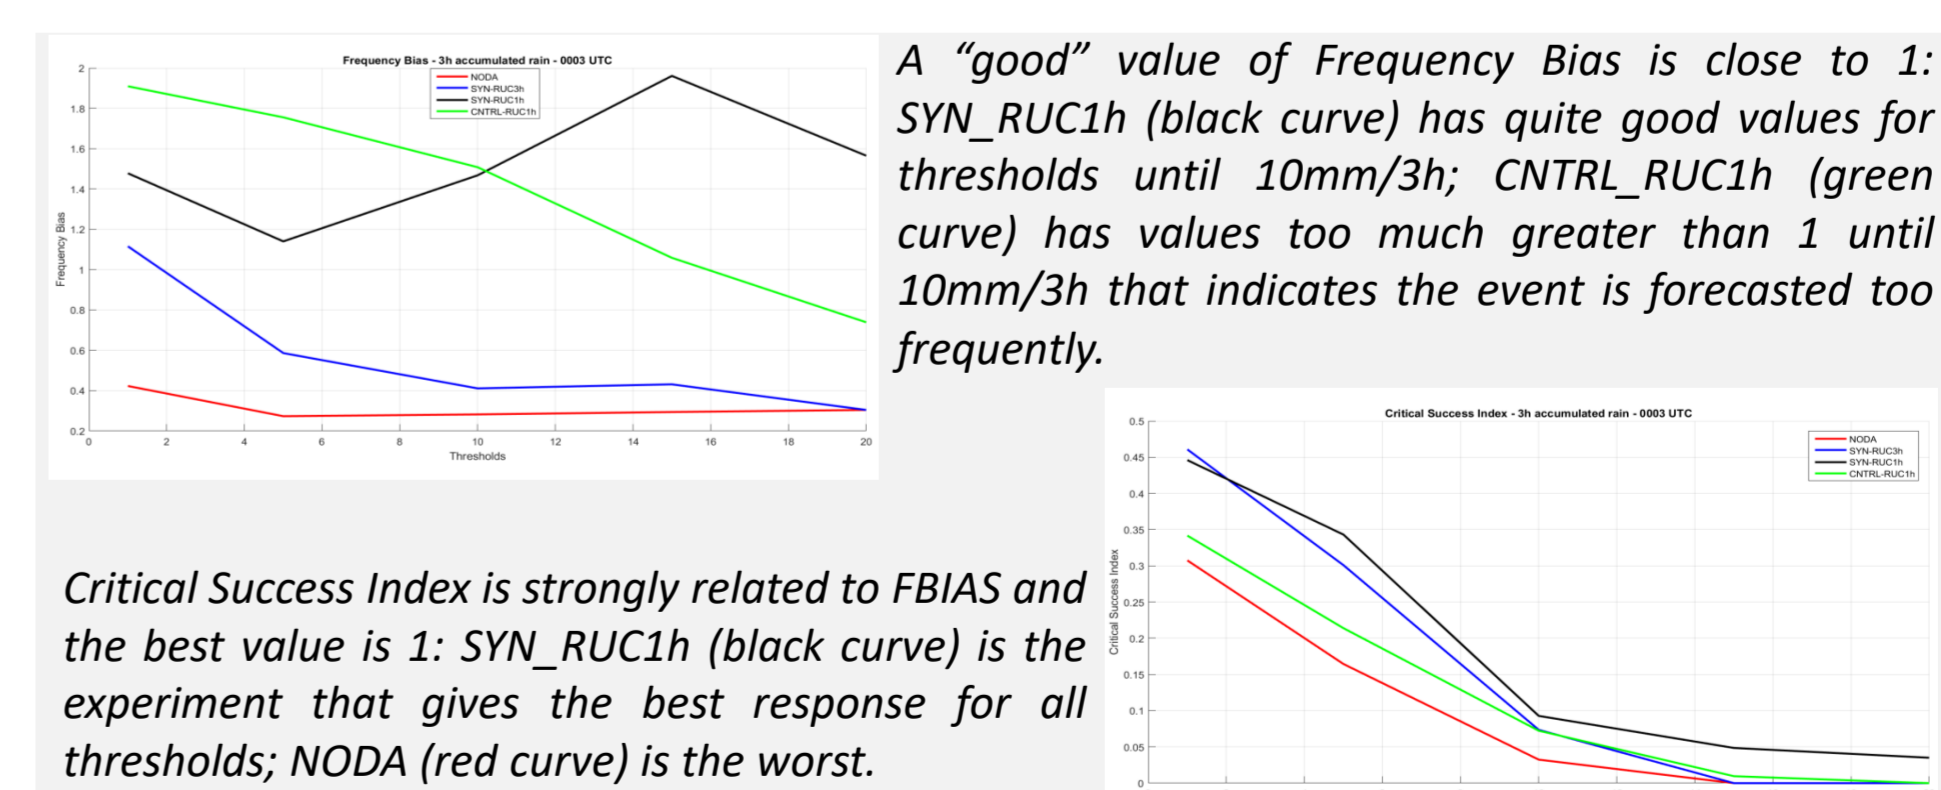 Frequency Bias - 3h accumulated rain - 0003 UTC
NODA
SYN-RUC3h
SYN-RUC1h
CNTRL-RUC1h
Frequency Bias
2
1.8
1.6
1.4
1.2
1
0.8
0.6
0.4
0.2
0 2 4 6 8 10 12 14 16 18 20
Thresholds
A “good” value of Frequency Bias is close to 1:
SYN_RUC1h (black curve) has quite good values for
thresholds until 10mm/3h; CNTRL_RUC1h (green
curve) has values too much greater than 1 until
10mm/3h that indicates the event is forecasted too
frequently.
Critical Success Index is strongly related to FBIAS and
the best value is 1: SYN_RUC1h (black curve) is the
experiment that gives the best response for all
thresholds; NODA (red curve) is the worst.
Critical Success Index - 3h accumulated rain - 0003 UTC
NODA
SYN-RUC3h
SYN-RUC1h
CNTRL-RUC1h
Critical Success Index
0.5
0.45
0.4
0.35
0.3
0.25
0.2
0.15
0.1
0.05
0